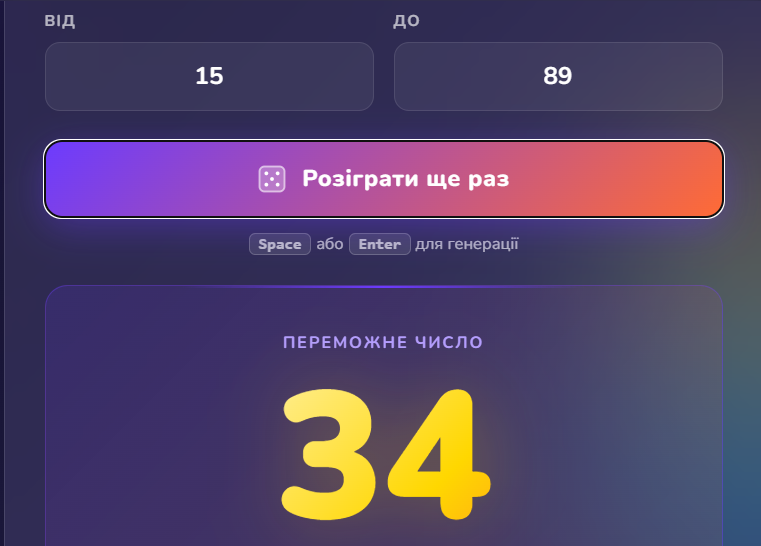 ВІД ДО
15 89
Розіграти ще раз
Space або Enter для генерації
ПЕРЕМОЖНЕ ЧИСЛО
34